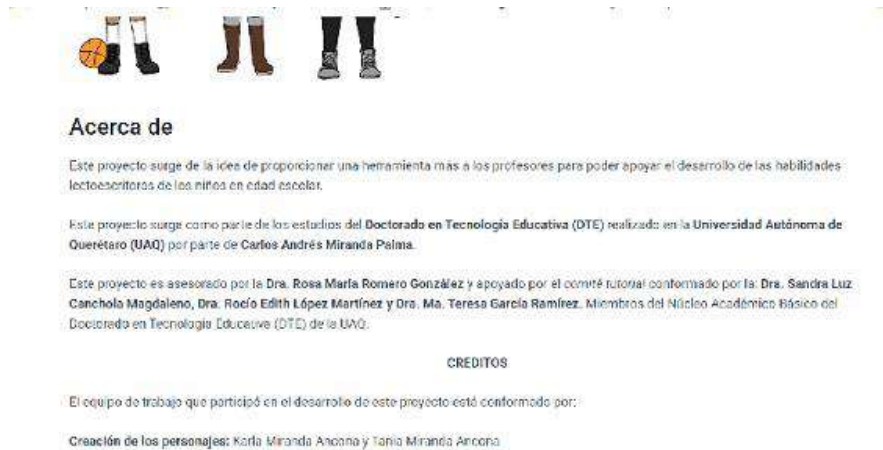 Acerca de
Este proyecto surge de la idea de proporcionar una herramienta más a los profesores para poder apoyar el desarrollo de las habilidades
lectoescritoras de los niños en edad escolar.
Este proyecto surge como parte de los estudios del Doctorado en Tecnología Educativa (DTE) realizado en la Universidad Autónoma de
Querétaro (UAQ) por parte de Carlos Andrés Miranda Palma.
Este proyecto es asesorado por la Dra. Rosa María Romero González y apoyado por el comité tutorial conformado por la: Dra. Sandra Luz
Canchola Magdaleno, Dra. Rocío Edith López Martínez y Dra. Ma. Teresa García Ramírez. Miembros del Núcleo Académico Básico del
Doctorado en Tecnología Educativa (DTE) de la UAQ.
CREDITOS
El equipo de trabajo que participó en el desarrollo de este proyecto está conformado por:
Creación de los personajes: Karla Miranda Ancona y Tania Miranda Ancona